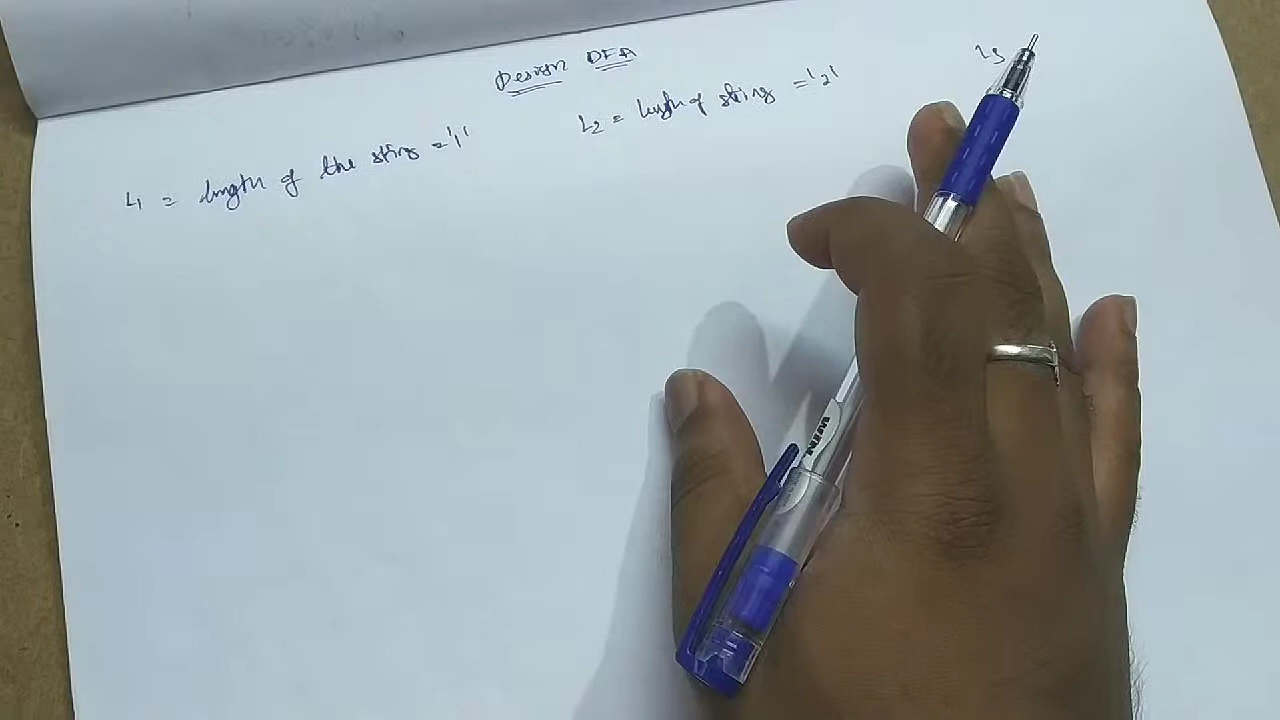 Design DFA
L1 = length of the string = '1'
L2 = length of string = '2'
L3